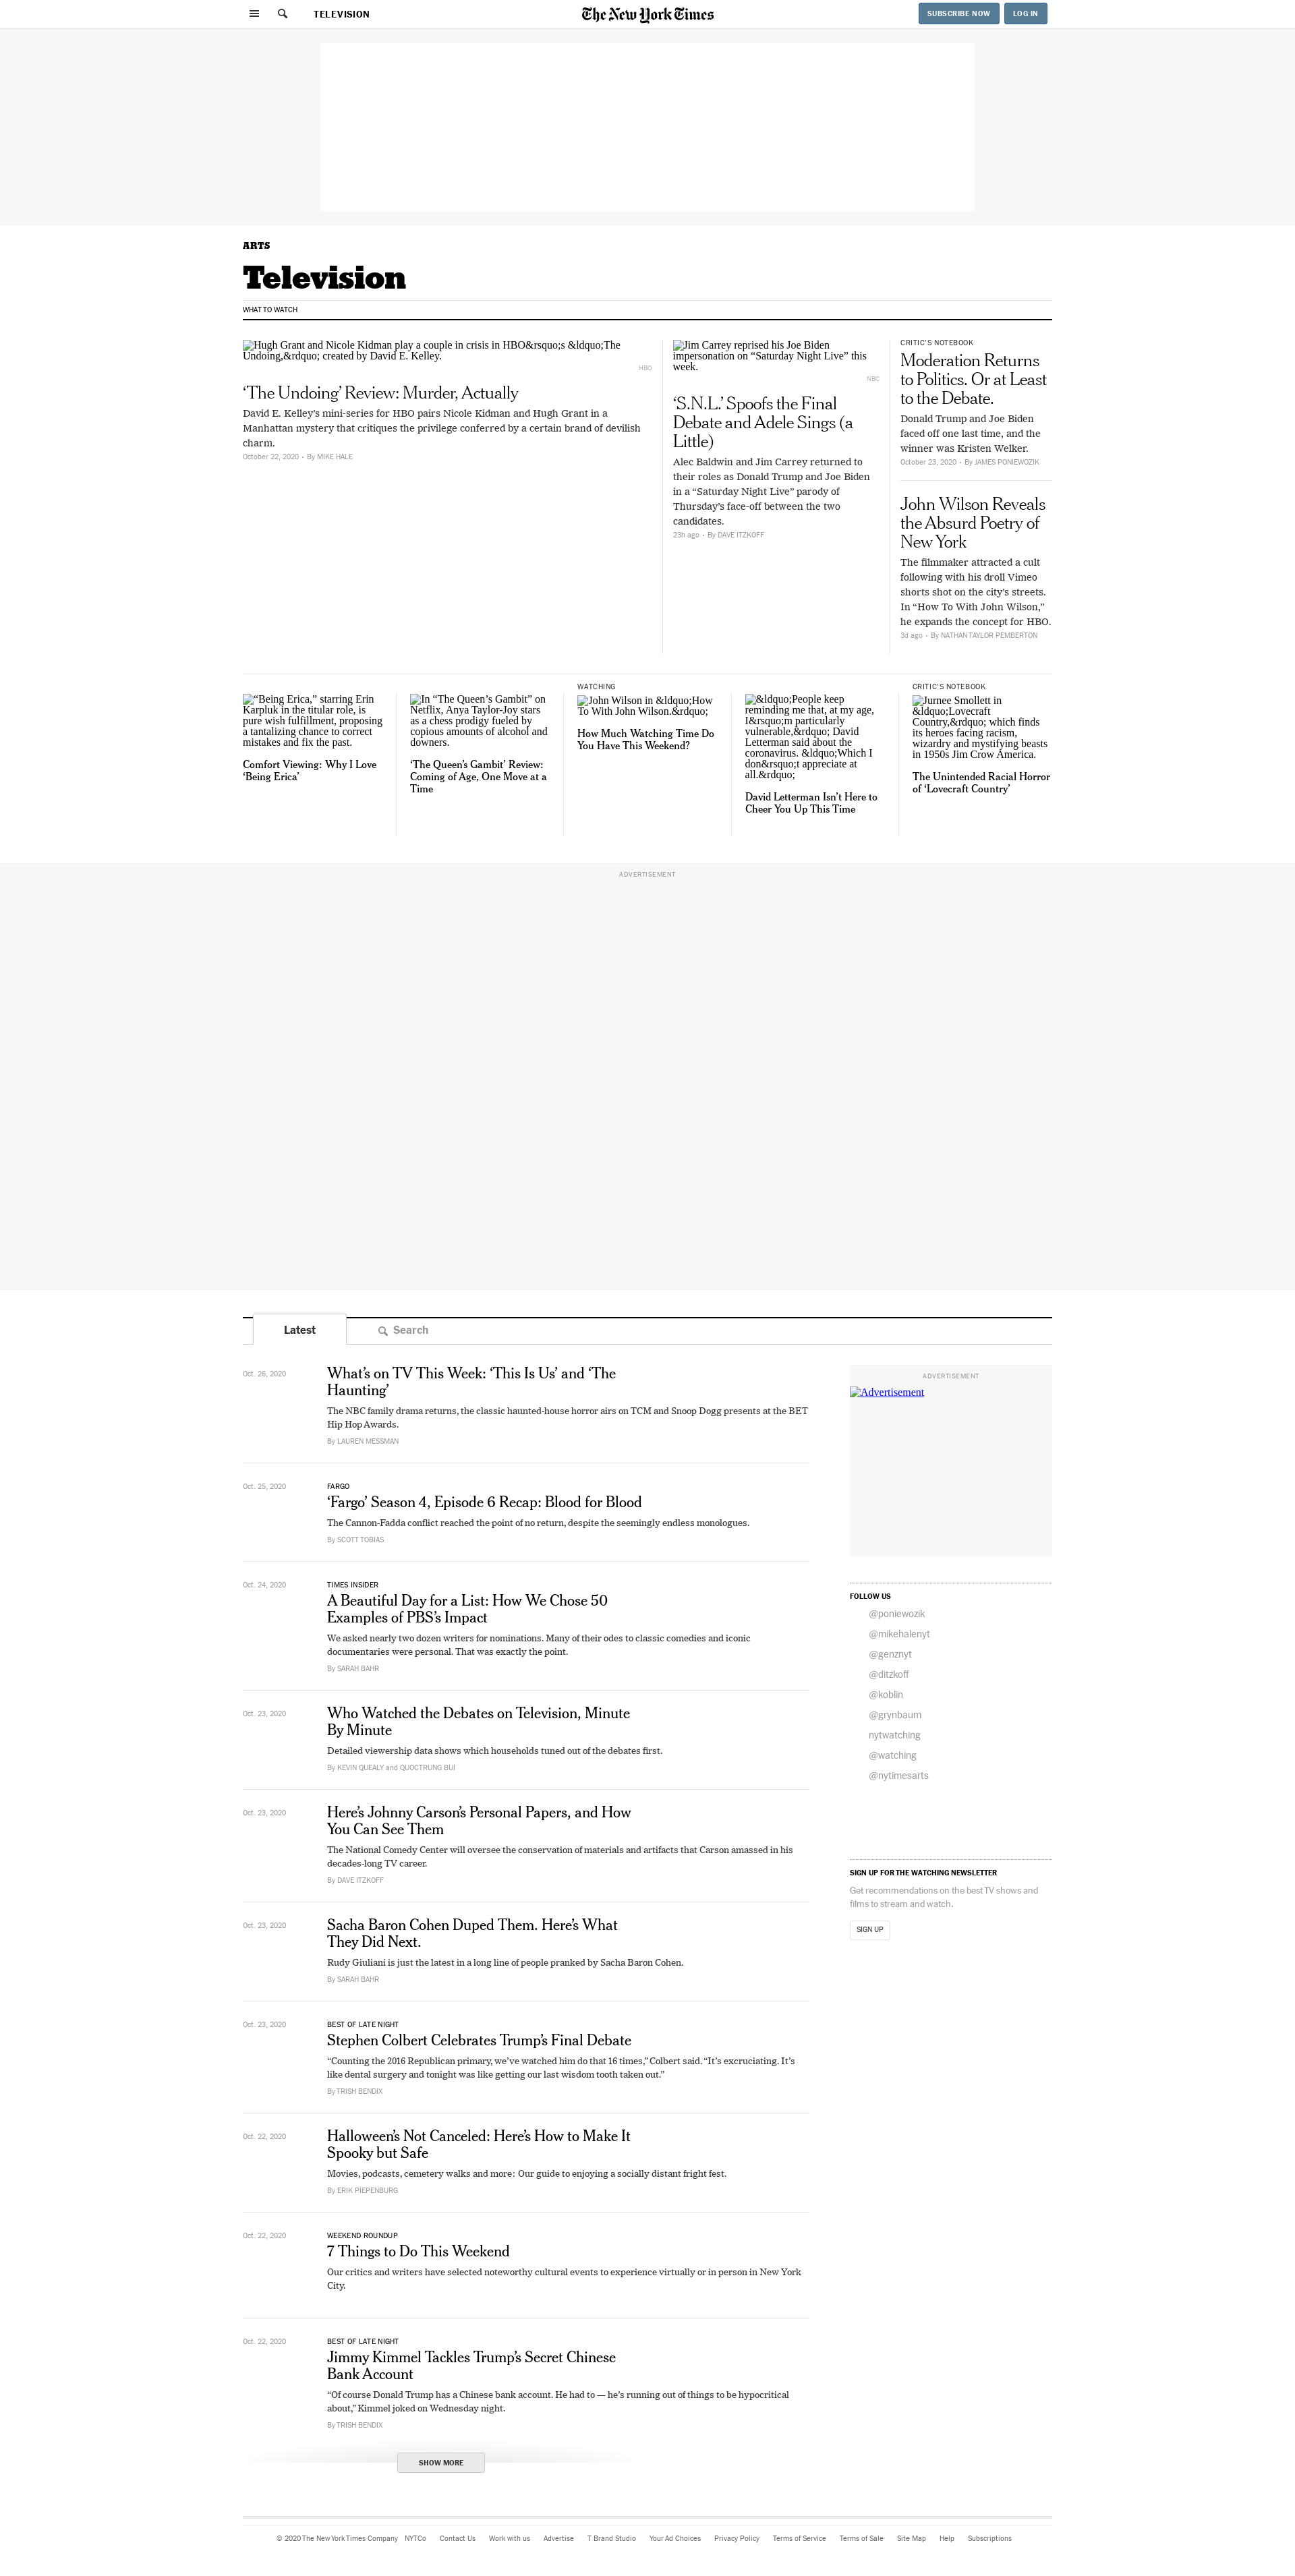 TELEVISION
The New York Times
SUBSCRIBE NOW
LOG IN
ARTS
Television
WHAT TO WATCH
Hugh Grant and Nicole Kidman play a couple in crisis in HBO&rsquo;s &ldquo;The
Undoing,&rdquo; created by David E. Kelley.
HBO
‘The Undoing’ Review: Murder, Actually
David E. Kelley’s mini-series for HBO pairs Nicole Kidman and Hugh Grant in a
Manhattan mystery that critiques the privilege conferred by a certain brand of devilish
charm.
October 22, 2020 • By MIKE HALE
Jim Carrey reprised his Joe Biden
impersonation on “Saturday Night Live” this
week.
NBC
‘S.N.L.’ Spoofs the Final
Debate and Adele Sings (a
Little)
Alec Baldwin and Jim Carrey returned to
their roles as Donald Trump and Joe Biden
in a “Saturday Night Live” parody of
Thursday’s face-off between the two
candidates.
23h ago • By DAVE ITZKOFF
CRITIC’S NOTEBOOK
Moderation Returns
to Politics. Or at Least
to the Debate.
Donald Trump and Joe Biden
faced off one last time, and the
winner was Kristen Welker.
October 23, 2020 • By JAMES PONIEWOZIK
John Wilson Reveals
the Absurd Poetry of
New York
The filmmaker attracted a cult
following with his droll Vimeo
shorts shot on the city’s streets.
In “How To With John Wilson,”
he expands the concept for HBO.
3d ago • By NATHAN TAYLOR PEMBERTON
“Being Erica,” starring Erin
Karpluk in the titular role, is
pure wish fulfillment, proposing
a tantalizing chance to correct
mistakes and fix the past.
Comfort Viewing: Why I Love
‘Being Erica’
In “The Queen’s Gambit” on
Netflix, Anya Taylor-Joy stars
as a chess prodigy fueled by
copious amounts of alcohol and
downers.
‘The Queen’s Gambit’ Review:
Coming of Age, One Move at a
Time
WATCHING
John Wilson in &ldquo;How
To With John Wilson.&rdquo;
How Much Watching Time Do
You Have This Weekend?
&ldquo;People keep
reminding me that, at my age,
I&rsquo;m particularly
vulnerable,&rdquo; David
Letterman said about the
coronavirus. &ldquo;Which I
don&rsquo;t appreciate at
all.&rdquo;
David Letterman Isn’t Here to
Cheer You Up This Time
CRITIC’S NOTEBOOK
Jurnee Smollett in
&ldquo;Lovecraft
Country,&rdquo; which finds
its heroes facing racism,
wizardry and mystifying beasts
in 1950s Jim Crow America.
The Unintended Racial Horror
of ‘Lovecraft Country’
ADVERTISEMENT
Latest
Search
Oct. 26, 2020
What’s on TV This Week: ‘This Is Us’ and ‘The
Haunting’
The NBC family drama returns, the classic haunted-house horror airs on TCM and Snoop Dogg presents at the BET
Hip Hop Awards.
By LAUREN MESSMAN
Oct. 25, 2020
FARGO
‘Fargo’ Season 4, Episode 6 Recap: Blood for Blood
The Cannon-Fadda conflict reached the point of no return, despite the seemingly endless monologues.
By SCOTT TOBIAS
Oct. 24, 2020
TIMES INSIDER
A Beautiful Day for a List: How We Chose 50
Examples of PBS’s Impact
We asked nearly two dozen writers for nominations. Many of their odes to classic comedies and iconic
documentaries were personal. That was exactly the point.
By SARAH BAHR
Oct. 23, 2020
Who Watched the Debates on Television, Minute
By Minute
Detailed viewership data shows which households tuned out of the debates first.
By KEVIN QUEALY and QUOCTRUNG BUI
Oct. 23, 2020
Here’s Johnny Carson’s Personal Papers, and How
You Can See Them
The National Comedy Center will oversee the conservation of materials and artifacts that Carson amassed in his
decades-long TV career.
By DAVE ITZKOFF
Oct. 23, 2020
Sacha Baron Cohen Duped Them. Here’s What
They Did Next.
Rudy Giuliani is just the latest in a long line of people pranked by Sacha Baron Cohen.
By SARAH BAHR
Oct. 23, 2020
BEST OF LATE NIGHT
Stephen Colbert Celebrates Trump’s Final Debate
“Counting the 2016 Republican primary, we’ve watched him do that 16 times,” Colbert said. “It’s excruciating. It’s
like dental surgery and tonight was like getting our last wisdom tooth taken out.”
By TRISH BENDIX
Oct. 22, 2020
Halloween’s Not Canceled: Here’s How to Make It
Spooky but Safe
Movies, podcasts, cemetery walks and more: Our guide to enjoying a socially distant fright fest.
By ERIK PIEPENBURG
Oct. 22, 2020
WEEKEND ROUNDUP
7 Things to Do This Weekend
Our critics and writers have selected noteworthy cultural events to experience virtually or in person in New York
City.
Oct. 22, 2020
BEST OF LATE NIGHT
Jimmy Kimmel Tackles Trump’s Secret Chinese
Bank Account
“Of course Donald Trump has a Chinese bank account. He had to — he’s running out of things to be hypocritical
about,” Kimmel joked on Wednesday night.
By TRISH BENDIX
SHOW MORE
ADVERTISEMENT
Advertisement
FOLLOW US
@poniewozik
@mikehalenyt
@genznyt
@ditzkoff
@koblin
@grynbaum
nytwatching
@watching
@nytimesarts
SIGN UP FOR THE WATCHING NEWSLETTER
Get recommendations on the best TV shows and
films to stream and watch.
SIGN UP
© 2020 The New York Times Company NYTCo Contact Us Work with us Advertise T Brand Studio Your Ad Choices Privacy Policy Terms of Service Terms of Sale Site Map Help Subscriptions